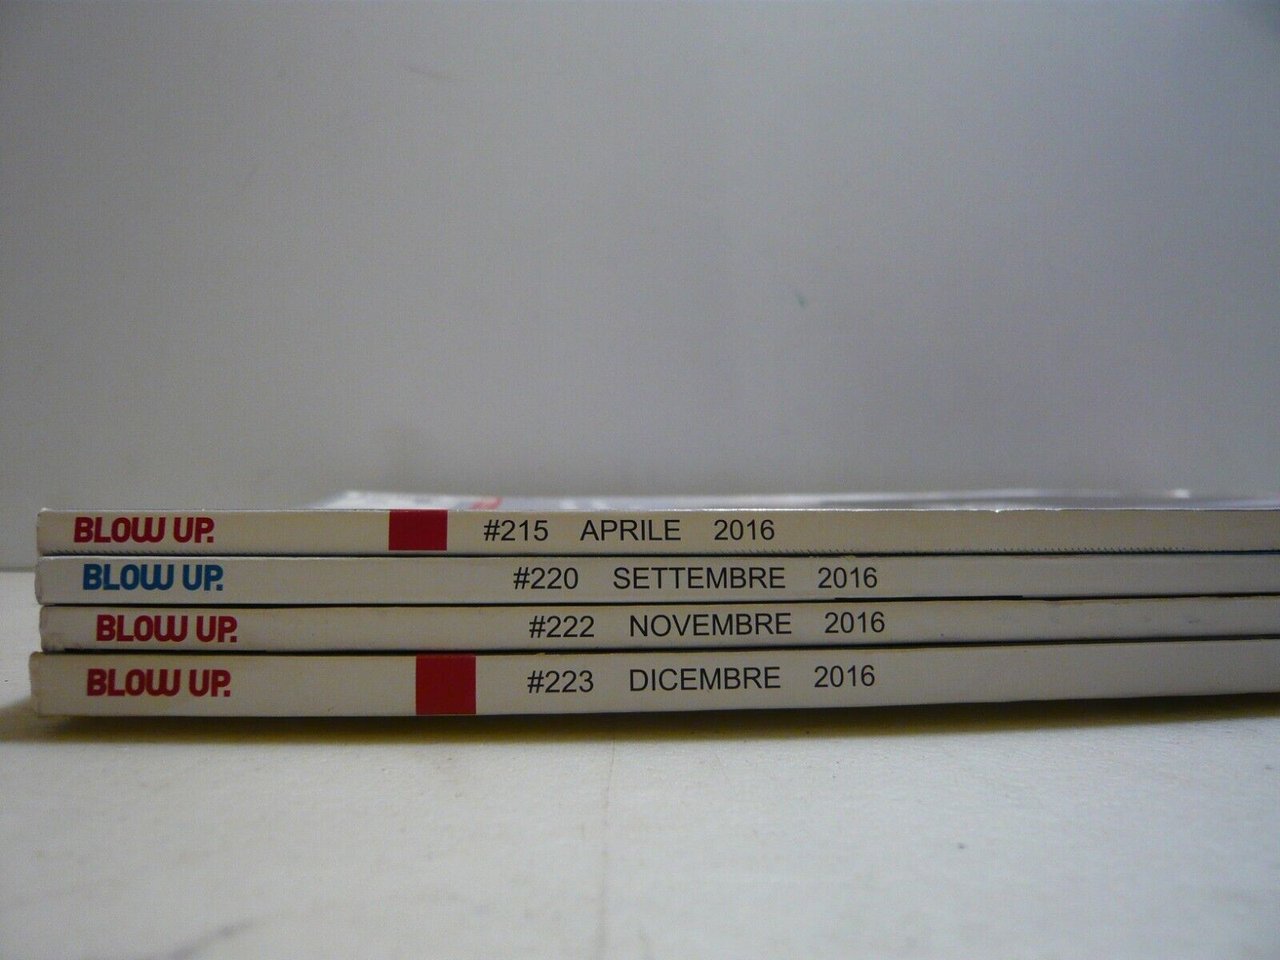 BLOW UP. #215 APRILE 2016
BLOW UP. #220 SETTEMBRE 2016
BLOW UP. #222 NOVEMBRE 2016
BLOW UP. #223 DICEMBRE 2016